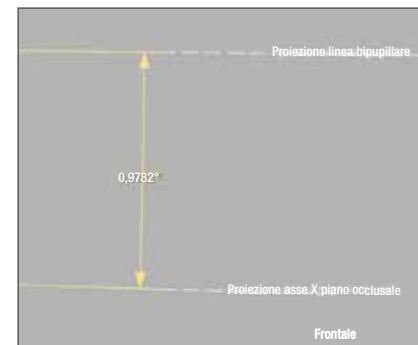 Proiezione linea bipupillare
0,9782°
Proiezione asse X piano occlusale
Frontale